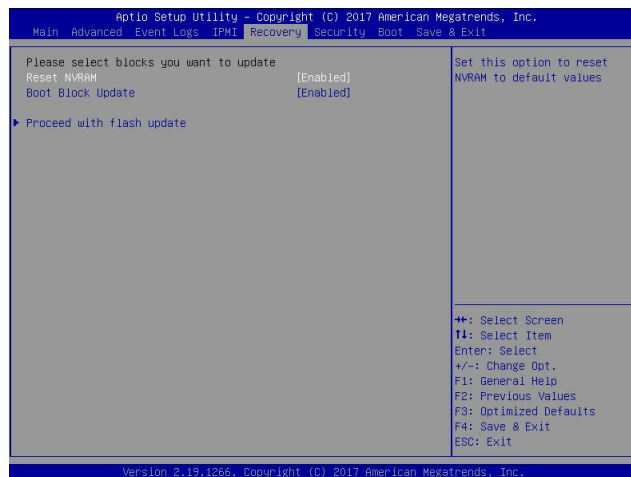 Aptio Setup Utility – Copyright (C) 2017 American Megatrends, Inc.
Main Advanced Event Logs IPMI Recovery Security Boot Save & Exit
Please select blocks you want to update
Reset NVRAM [Enabled]
Boot Block Update [Enabled]
▶ Proceed with flash update
Set this option to reset
NVRAM to default values
→←: Select Screen
↑↓: Select Item
Enter: Select
+/-: Change Opt.
F1: General Help
F2: Previous Values
F3: Optimized Defaults
F4: Save & Exit
ESC: Exit
Version 2.19.1266. Copyright (C) 2017 American Megatrends, Inc.